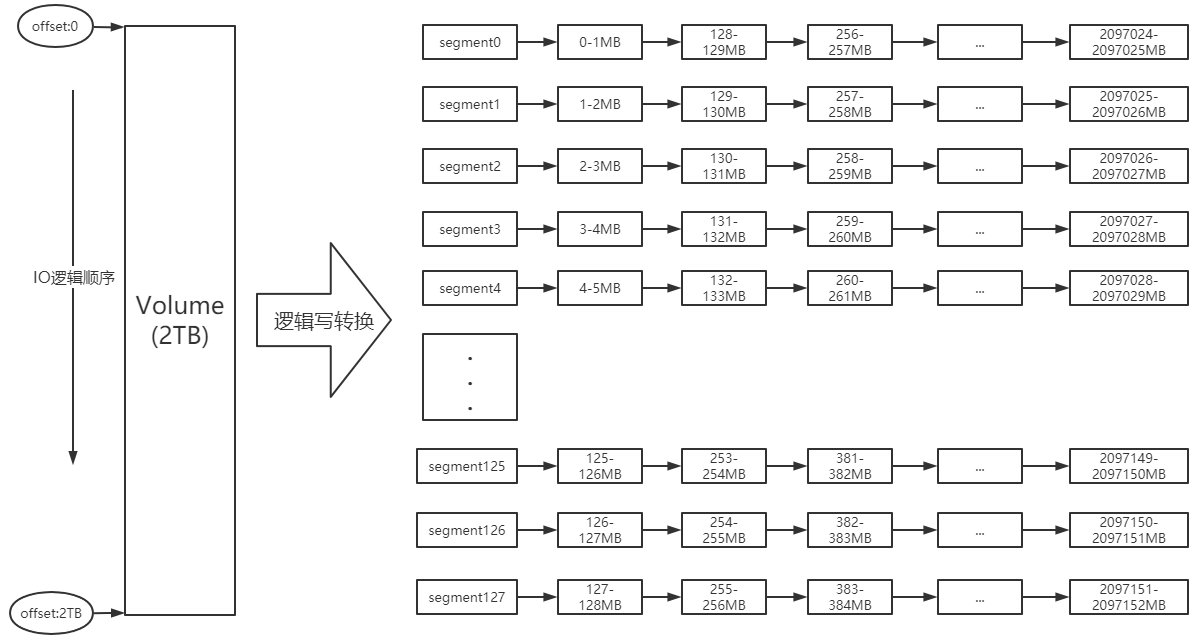 offset:0
IO逻辑顺序
Volume
(2TB)
offset:2TB
逻辑写转换
segment0
0-1MB
128-
129MB
256-
257MB
...
2097024-
2097025MB
segment1
1-2MB
129-
130MB
257-
258MB
...
2097025-
2097026MB
segment2
2-3MB
130-
131MB
258-
259MB
...
2097026-
2097027MB
segment3
3-4MB
131-
132MB
259-
260MB
...
2097027-
2097028MB
segment4
4-5MB
132-
133MB
260-
261MB
...
2097028-
2097029MB
.
.
.
segment125
125-
126MB
253-
254MB
381-
382MB
...
2097149-
2097150MB
segment126
126-
127MB
254-
255MB
382-
383MB
...
2097150-
2097151MB
segment127
127-
128MB
255-
256MB
383-
384MB
...
2097151-
2097152MB